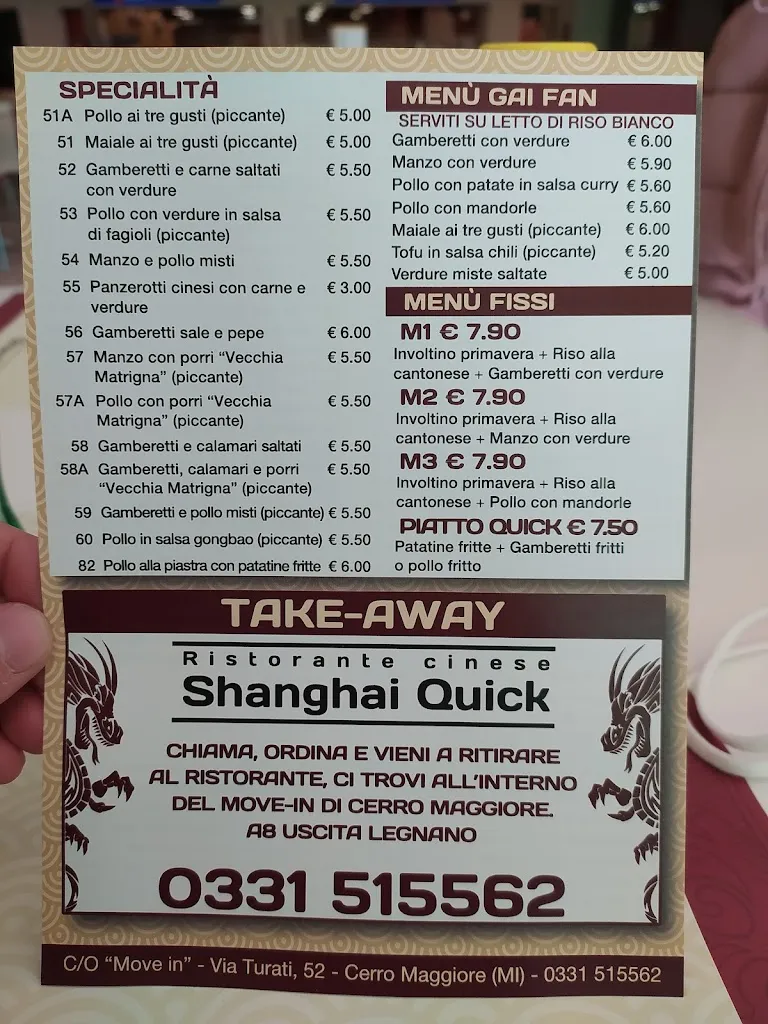 SPECIALITÀ
51A Pollo ai tre gusti (piccante) € 5.00
51 Maiale ai tre gusti (piccante) € 5.00
52 Gamberetti e carne saltati € 5.50
con verdure
53 Pollo con verdure in salsa € 5.50
di fagioli (piccante)
54 Manzo e pollo misti € 5.50
55 Panzerotti cinesi con carne e € 3.00
verdure
56 Gamberetti sale e pepe € 6.00
57 Manzo con porri “Vecchia € 5.50
Matrigna” (piccante)
57A Pollo con porri “Vecchia € 5.50
Matrigna” (piccante)
58 Gamberetti e calamari saltati € 5.50
58A Gamberetti, calamari e porri € 5.50
“Vecchia Matrigna” (piccante)
59 Gamberetti e pollo misti (piccante) € 5.50
60 Pollo in salsa gongbao (piccante) € 5.50
82 Pollo alla piastra con patatine fritte € 6.00
MENÙ GAI FAN
SERVITI SU LETTO DI RISO BIANCO
Gamberetti con verdure € 6.00
Manzo con verdure € 5.90
Pollo con patate in salsa curry € 5.60
Pollo con mandorle € 5.60
Maiale ai tre gusti (piccante) € 6.00
Tofu in salsa chili (piccante) € 5.20
Verdure miste saltate € 5.00
MENÙ FISSI
M1 € 7.90
Involtino primavera + Riso alla
cantonese + Gamberetti con verdure
M2 € 7.90
Involtino primavera + Riso alla
cantonese + Manzo con verdure
M3 € 7.90
Involtino primavera + Riso alla
cantonese + Pollo con mandorle
PIATTO QUICK € 7.50
Patatine fritte + Gamberetti fritti
o pollo fritto
TAKE-AWAY
Ristorante cinese
Shanghai Quick
CHIAMA, ORDINA E VIENI A RITIRARE
AL RISTORANTE, CI TROVI ALL'INTERNO
DEL MOVE-IN DI CERRO MAGGIORE.
A8 USCITA LEGNANO
0331 515562
C/O “Move in” - Via Turati, 52 - Cerro Maggiore (MI) - 0331 515562